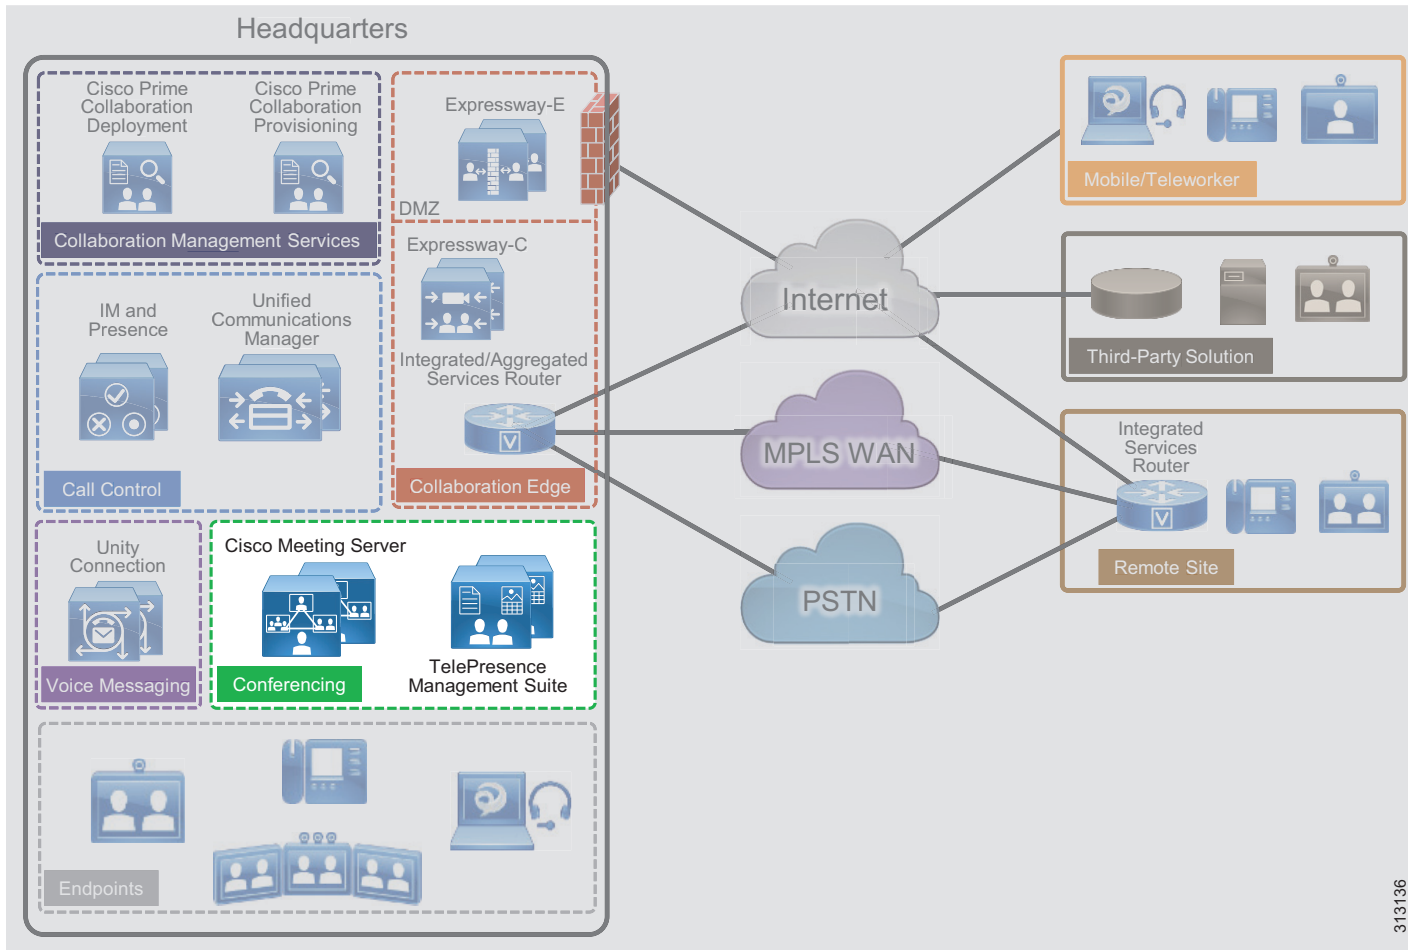 Headquarters
Cisco Prime
Collaboration
Deployment
Cisco Prime
Collaboration
Provisioning
Collaboration Management Services
Expressway-E
DMZ
Expressway-C
Integrated/Aggregated
Services Router
V
Collaboration Edge
IM and
Presence
Unified
Communications
Manager
Call Control
Unity
Connection
Voice Messaging
Cisco Meeting Server
Conferencing
TelePresence
Management Suite
Endpoints
Internet
MPLS WAN
PSTN
Mobile/Teleworker
Third-Party Solution
Integrated
Services
Router
V
Remote Site
313136